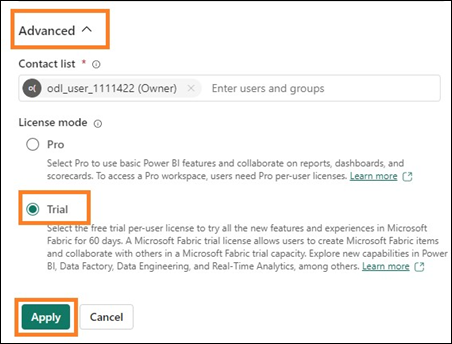 Advanced
Contact list *
o( odl_user_1111422 (Owner) × Enter users and groups
License mode
Pro
Select Pro to use basic Power BI features and collaborate on reports, dashboards, and
scorecards. To access a Pro workspace, users need Pro per-user licenses. Learn more
Trial
Select the free trial per-user license to try all the new features and experiences in Microsoft
Fabric for 60 days. A Microsoft Fabric trial license allows users to create Microsoft Fabric items
and collaborate with others in a Microsoft Fabric trial capacity. Explore new capabilities in Power
BI, Data Factory, Data Engineering, and Real-Time Analytics, among others. Learn more
Apply Cancel